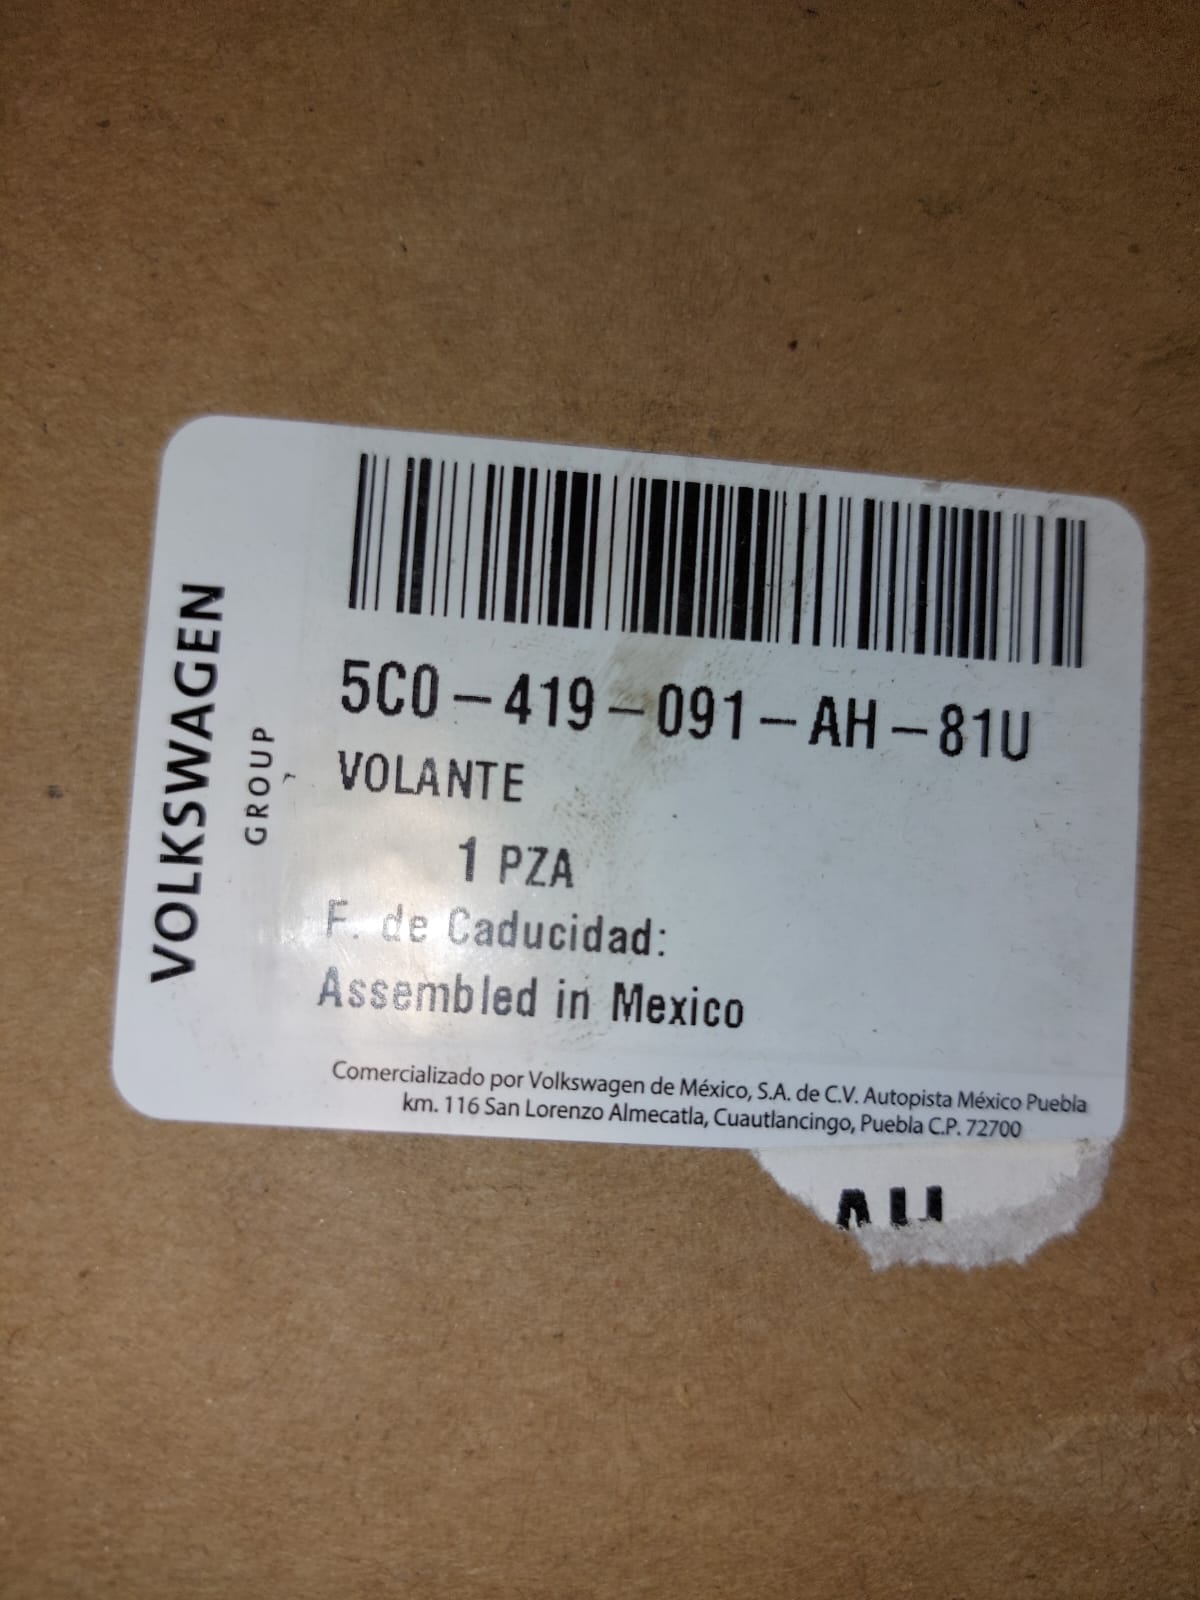 VOLKSWAGEN
GROUP
5C0-419-091-AH-81U
VOLANTE
1 PZA
F. de Caducidad:
Assembled in Mexico
Comercializado por Volkswagen de México, S.A. de C.V. Autopista México Puebla
km. 116 San Lorenzo Almecatla, Cuautlancingo, Puebla C.P. 72700